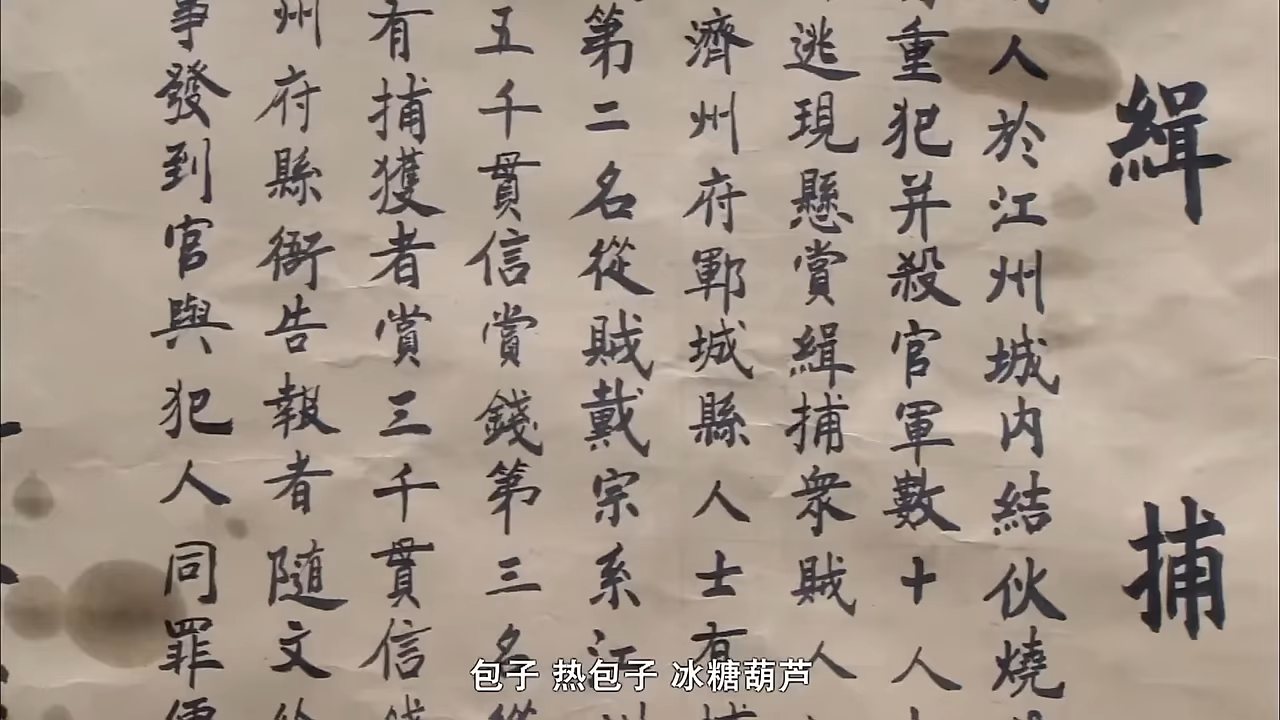 緝捕
人於江州城内結伙燒
重犯并殺官軍數十人
逃現懸賞緝捕衆賊人
濟州府鄆城縣人士有
第二名從賊戴宗系江
五千貫信賞錢第三名
有捕獲者賞三千貫信
州府縣衙告報者隨文
事發到官與犯人同罪
包子 热包子 冰糖葫芦